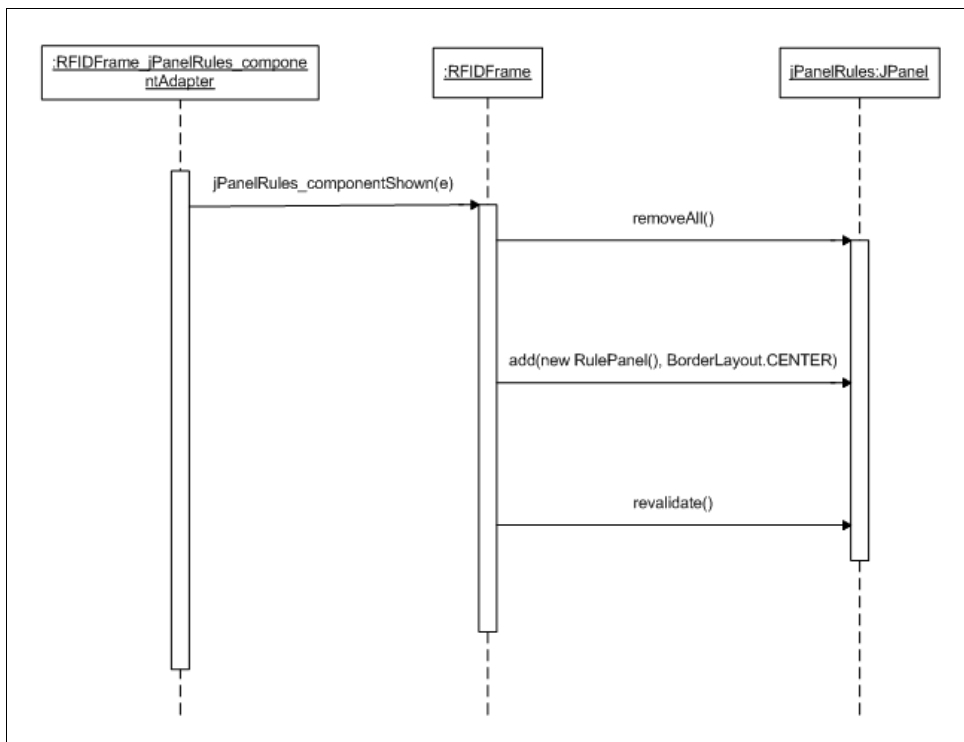 :RFIDFrame_jPanelRules_compone
ntAdapter
:RFIDFrame
jPanelRules:JPanel
jPanelRules_componentShown(e)
removeAll()
add(new RulePanel(), BorderLayout.CENTER)
revalidate()